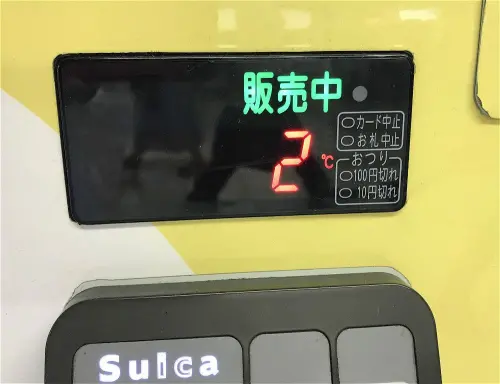 販売中
カード中止
お札中止
2℃
おつり
100円切れ
10円切れ
Suica